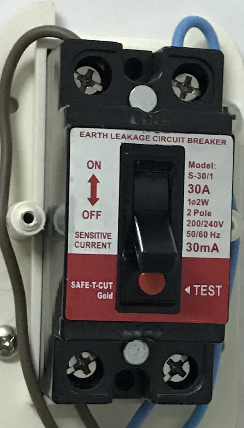 LINE
EARTH LEAKAGE CIRCUIT BREAKER
ON
OFF
SENSITIVE
CURRENT
Model:
S-30/1
30A
1ø2W
2 Pole
200/240V
50/60 Hz
30mA
SAFE-T-CUT
Gold
◄TEST